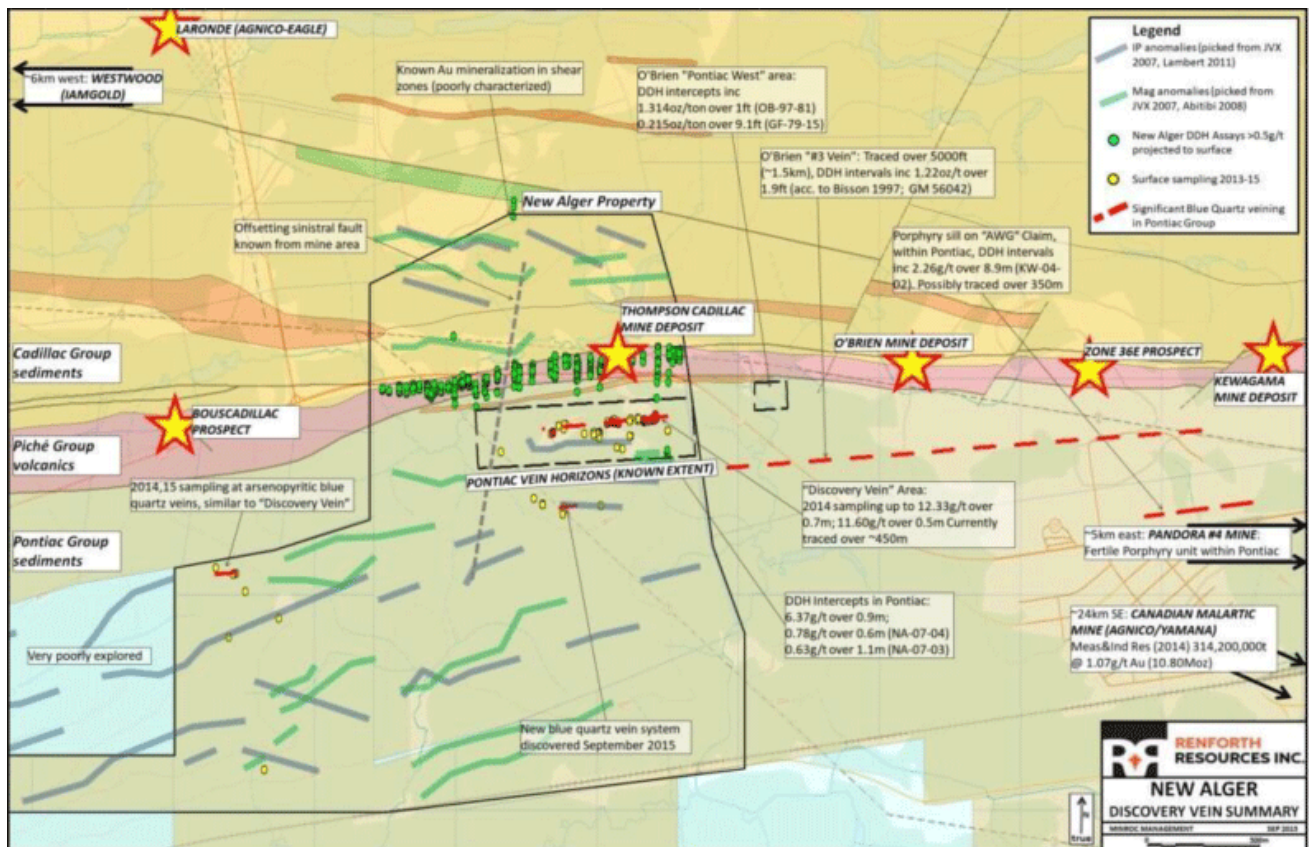 LARONDE (AGNICO-EAGLE)
~6km west: WESTWOOD
(IAMGOLD)
Known Au mineralization in shear
zones (poorly characterized)
O'Brien "Pontiac West" area:
DDH intercepts inc
1.314oz/ton over 1ft (OB-97-81)
0.215oz/ton over 9.1ft (GF-79-15)
Legend
IP anomalies(picked from JVX
2007, Lambert 2011)
Mag anomalies(picked from
JVX 2007, Abitibi 2008)
New Alger DDH Assays >0.5g/t
projected to surface
Surface sampling 2013-15
Significant Blue Quartz veining
in Pontiac Group
O'Brien "#3 Vein": Traced over 5000ft
(~1.5km), DDH intervals inc 1.22oz/t over
1.9ft (acc. to Bisson 1997; GM 56042)
New Alger Property
Offsetting sinistral fault
known from mine area
Porphyry sill on "AWG" Claim,
within Pontiac, DDH intervals
inc 2.26g/t over 8.9m (KW-04-
02). Possibly traced over 350m
THOMPSON CADILLAC
MINE DEPOSIT
O'BRIEN MINE DEPOSIT
ZONE 36E PROSPECT
KEWAGAMA
MINE DEPOSIT
Cadillac Group
sediments
BOUSCADILLAC
PROSPECT
Piché Group
volcanics
PONTIAC VEIN HORIZONS (KNOWN EXTENT)
2014,15 sampling at arsenopyritic blue
quartz veins, similar to "Discovery Vein"
"Discovery Vein" Area:
2014 sampling up to 12.33g/t over
0.7m; 11.60g/t over 0.5m Currently
traced over ~450m
Pontiac Group
sediments
~5km east: PANDORA #4 MINE:
Fertile Porphyry unit within Pontiac
DDH Intercepts in Pontiac:
6.37g/t over 0.9m;
0.78g/t over 0.6m (NA-07-04)
0.63g/t over 1.1m (NA-07-03)
~24km SE: CANADIAN MALARTIC
MINE (AGNICO/YAMANA)
Meas&Ind Res (2014) 314,200,000t
@ 1.07g/t Au (10.80Moz)
Very poorly explored
New blue quartz vein system
discovered September 2015
RENFORTH
RESOURCES INC.
NEW ALGER
DISCOVERY VEIN SUMMARY
MINROC MANAGEMENT
N
true
0 500m